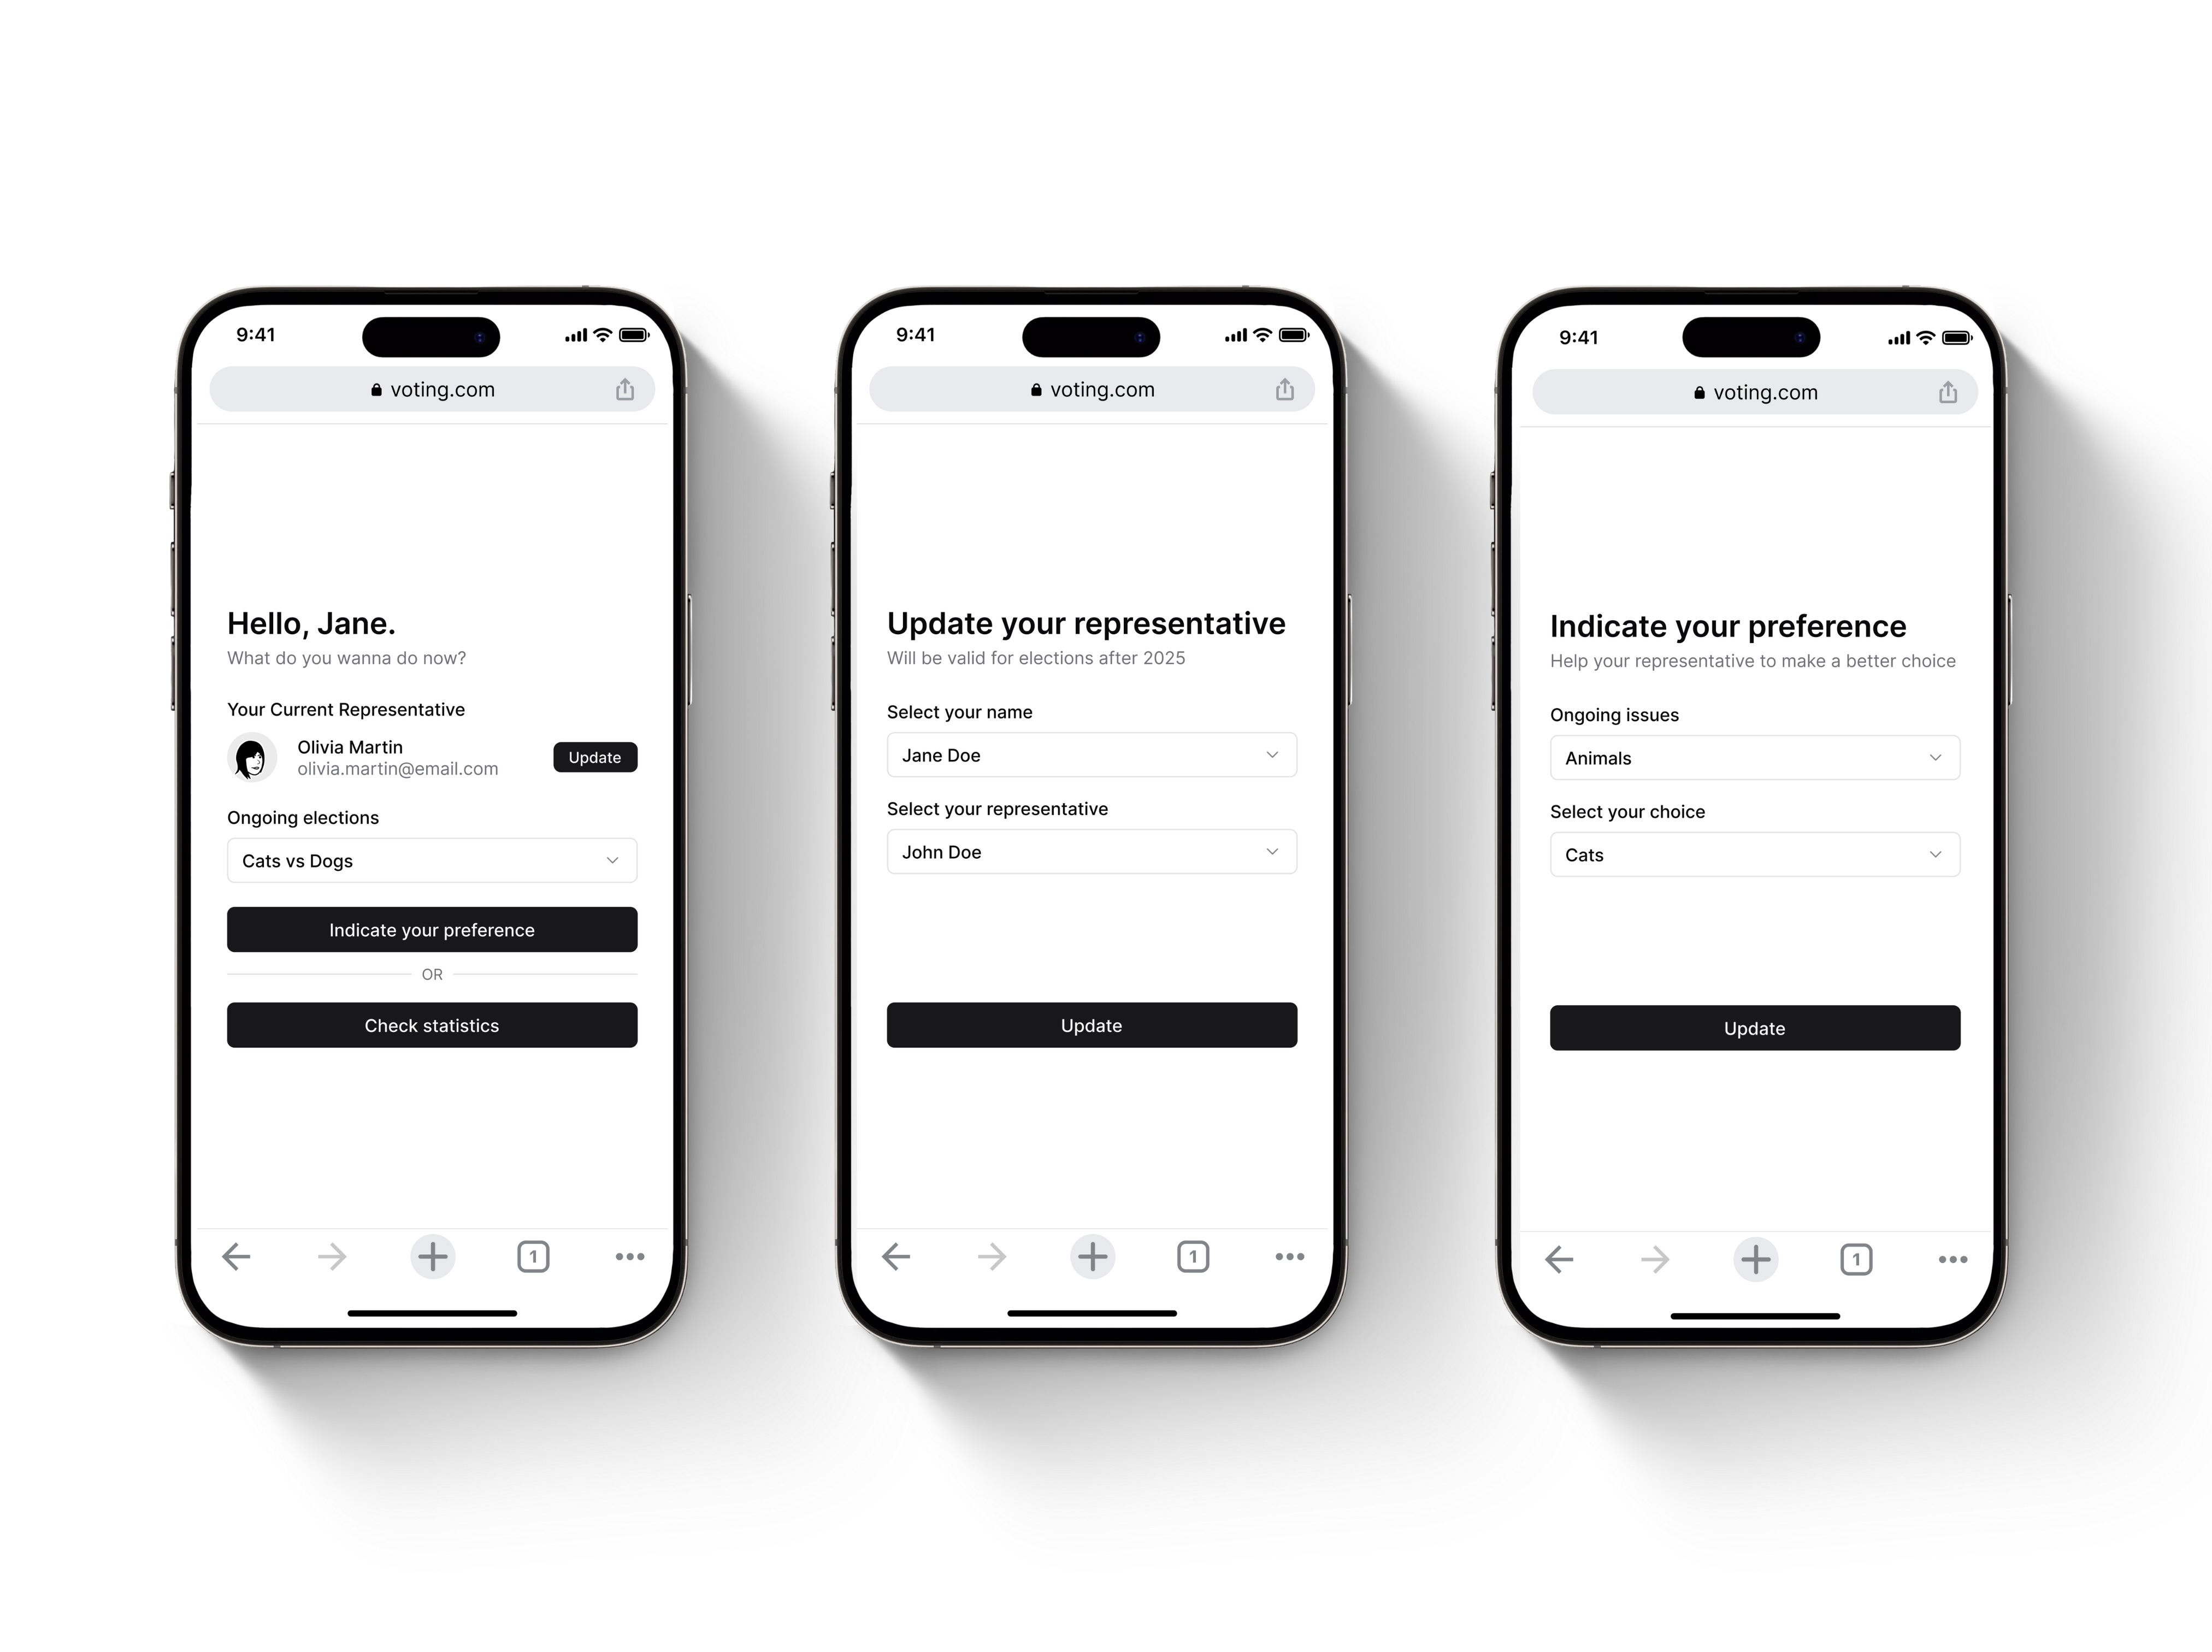 9:41
voting.com
Hello, Jane.
What do you wanna do now?
Your Current Representative
Olivia Martin
olivia.martin@email.com
Update
Ongoing elections
Cats vs Dogs
Indicate your preference
OR
Check statistics
1
9:41
voting.com
Update your representative
Will be valid for elections after 2025
Select your name
Jane Doe
Select your representative
John Doe
Update
1
9:41
voting.com
Indicate your preference
Help your representative to make a better choice
Ongoing issues
Animals
Select your choice
Cats
Update
1